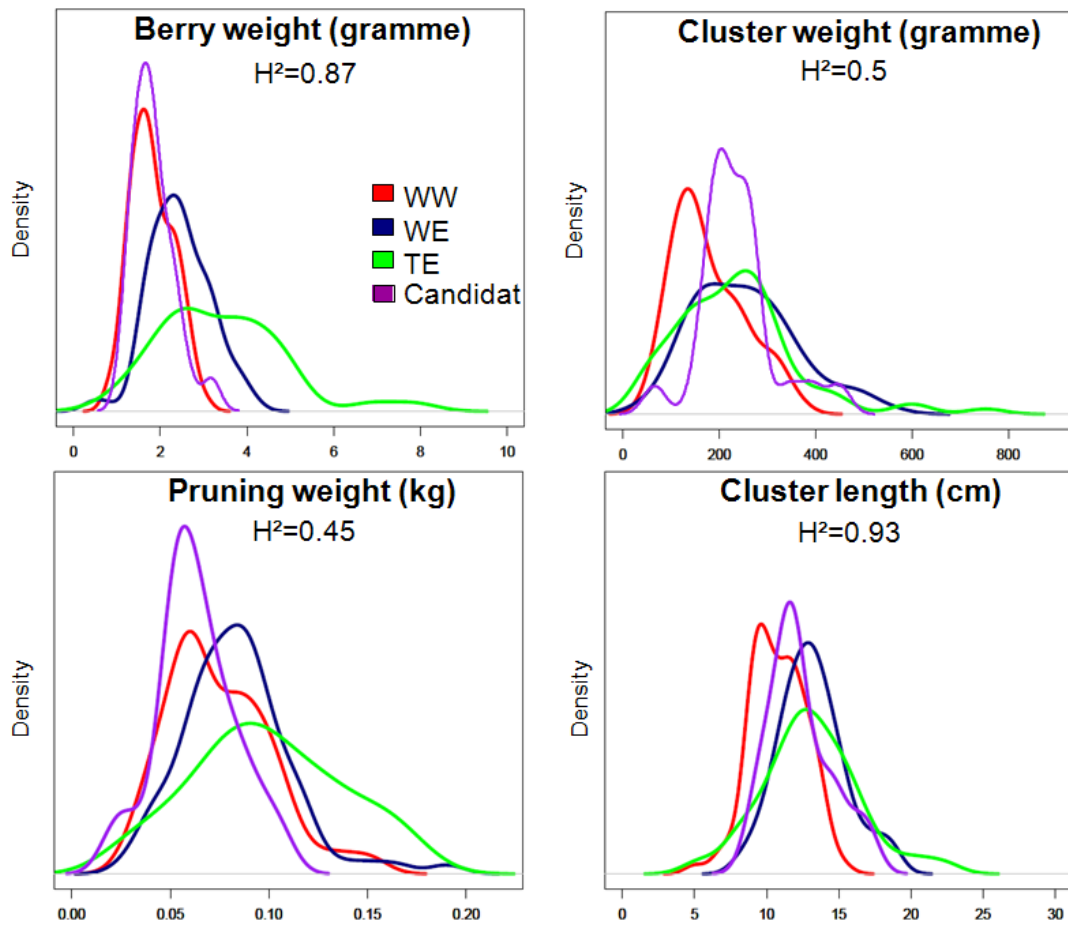 Berry weight (gramme)
H²=0.87
Density
WW
WE
TE
Candidat
0 2 4 6 8 10
Cluster weight (gramme)
H²=0.5
Density
0 200 400 600 800
Pruning weight (kg)
H²=0.45
Density
0.00 0.05 0.10 0.15 0.20
Cluster length (cm)
H²=0.93
Density
0 5 10 15 20 25 30